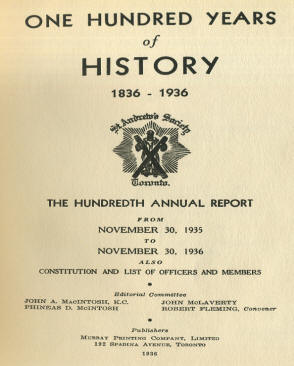 ONE HUNDRED YEARS
of
HISTORY
1836 - 1936
St. Andrew's Society
Toronto.
THE HUNDREDTH ANNUAL REPORT
FROM
NOVEMBER 30, 1935
TO
NOVEMBER 30, 1936
ALSO
CONSTITUTION AND LIST OF OFFICERS AND MEMBERS
Editorial Committee
JOHN A. MACINTOSH, K.C. JOHN MCLAVERTY
PHINEAS D. MCINTOSH ROBERT FLEMING, Convener
Publishers
MURRAY PRINTING COMPANY, LIMITED
192 SPADINA AVENUE, TORONTO
1936